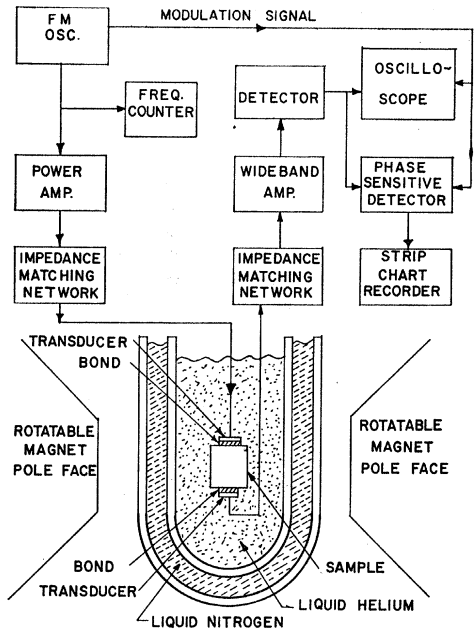 FM
OSC.
MODULATION SIGNAL
FREQ.
COUNTER
DETECTOR
OSCILLO-
SCOPE
POWER
AMP.
WIDEBAND
AMP.
PHASE
SENSITIVE
DETECTOR
IMPEDANCE
MATCHING
NETWORK
IMPEDANCE
MATCHING
NETWORK
STRIP
CHART
RECORDER
TRANSDUCER
BOND
ROTATABLE
MAGNET
POLE FACE
ROTATABLE
MAGNET
POLE FACE
BOND
TRANSDUCER
LIQUID NITROGEN
SAMPLE
LIQUID HELIUM